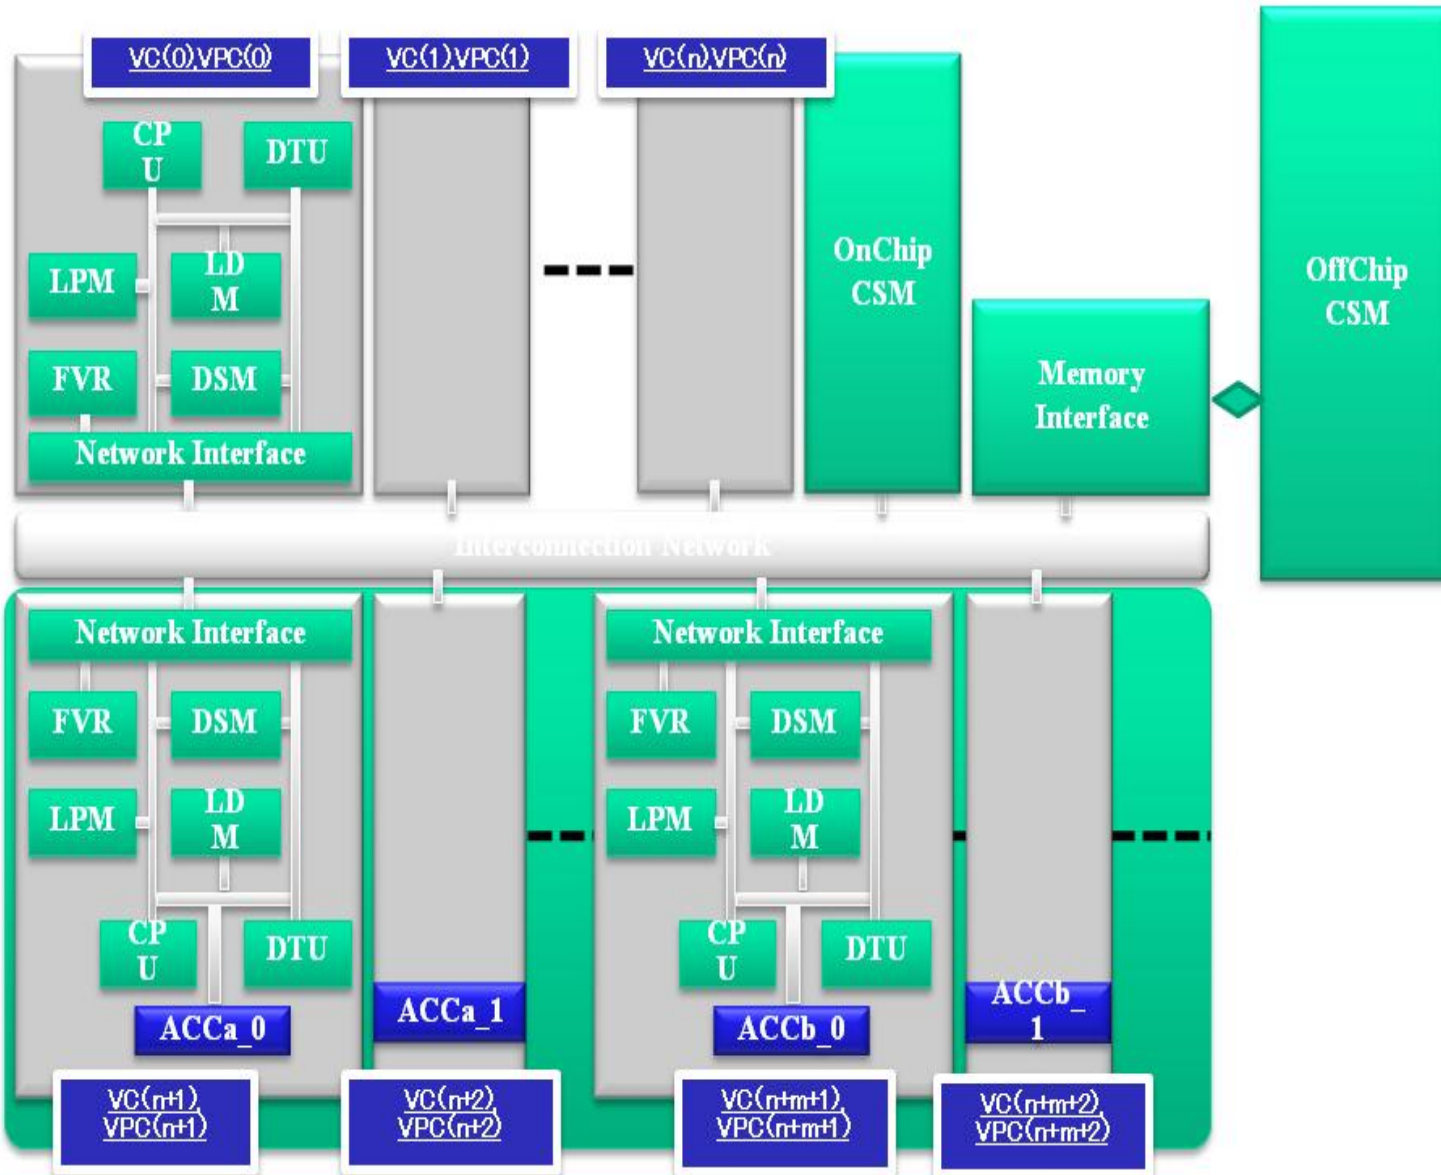 VC(0),VPC(0)
VC(1),VPC(1)
VC(n),VPC(n)
CP
U
DTU
LPM
LD
M
FVR
DSM
Network Interface
OnChip
CSM
Memory
Interface
OffChip
CSM
Interconnection Network
Network Interface
FVR
DSM
LPM
LD
M
CP
U
DTU
ACCa_0
ACCa_1
Network Interface
FVR
DSM
LPM
LD
M
CP
U
DTU
ACCb_0
ACCb_
1
VC(n+1),
VPC(n+1)
VC(n+2),
VPC(n+2)
VC(n+m+1),
VPC(n+m+1)
VC(n+m+2),
VPC(n+m+2)